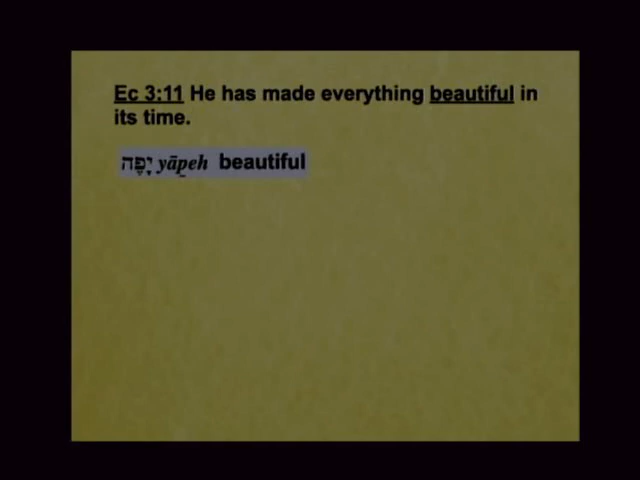 Ec 3:11 He has made everything beautiful in
its time.
יָפֶה yāp̱eh beautiful